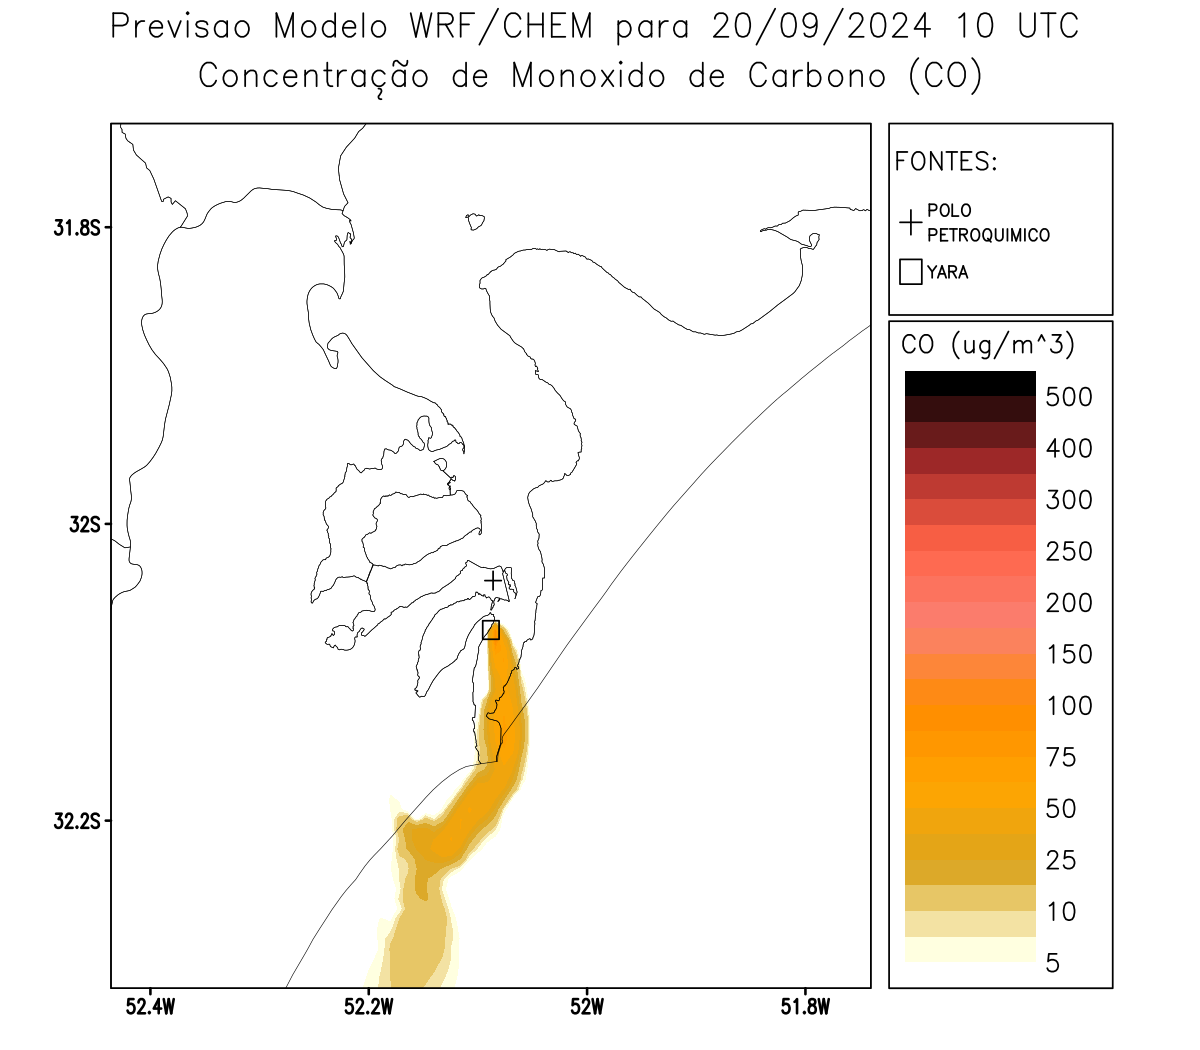 Previsao Modelo WRF/CHEM para 20/09/2024 10 UTC
Concentração de Monoxido de Carbono (CO)
FONTES:
POLO
PETROQUIMICO
YARA
CO (ug/m^3)
500
400
300
250
200
150
100
75
50
25
10
5
31.8S
32S
32.2S
52.4W
52.2W
52W
51.8W